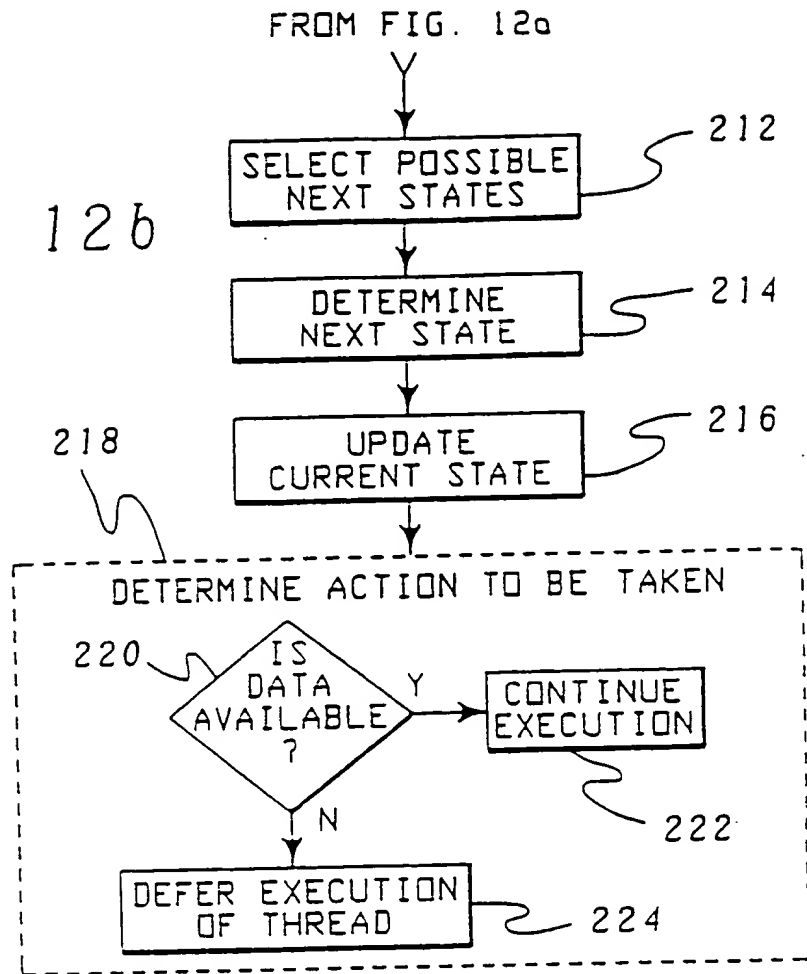 FROM FIG. 12a
212
SELECT POSSIBLE
NEXT STATES
12b
214
DETERMINE
NEXT STATE
216
UPDATE
CURRENT STATE
218
DETERMINE ACTION TO BE TAKEN
220
IS
DATA
AVAILABLE
?
Y
CONTINUE
EXECUTION
222
N
DEFER EXECUTION
OF THREAD
224